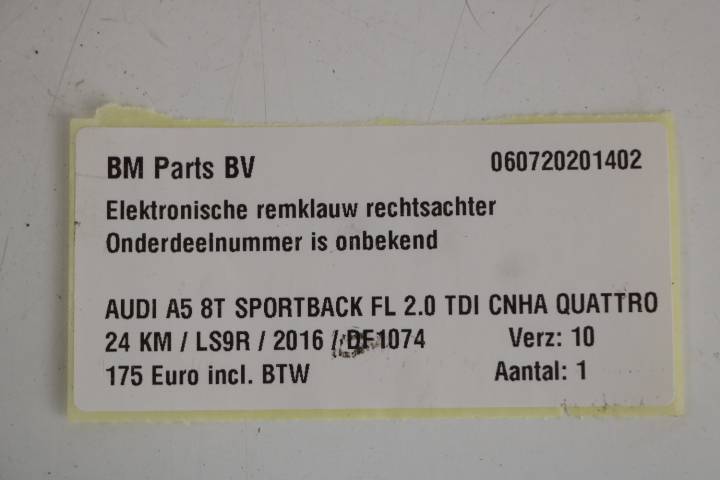 BM Parts BV 060720201402
Elektronische remklauw rechtsachter
Onderdeelnummer is onbekend
AUDI A5 8T SPORTBACK FL 2.0 TDI CNHA QUATTRO
24 KM / LS9R / 2016 / DF1074 Verz: 10
175 Euro incl. BTW Aantal: 1